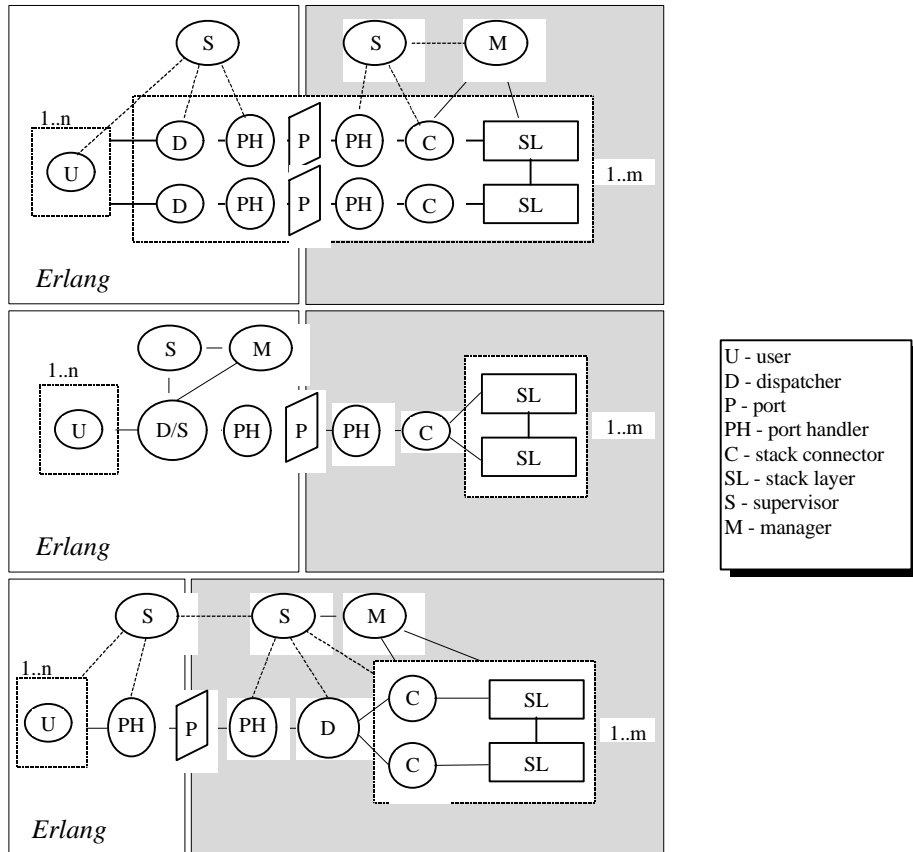 S S M
1..n
D PH P PH C SL
U
1..m
D PH P PH C SL
Erlang
S M
1..n
SL
U D/S PH P PH C
1..m
SL
Erlang
U - user
D - dispatcher
P - port
PH - port handler
C - stack connector
SL - stack layer
S - supervisor
M - manager
S S M
1..n
C SL
U PH P PH D
1..m
C SL
Erlang